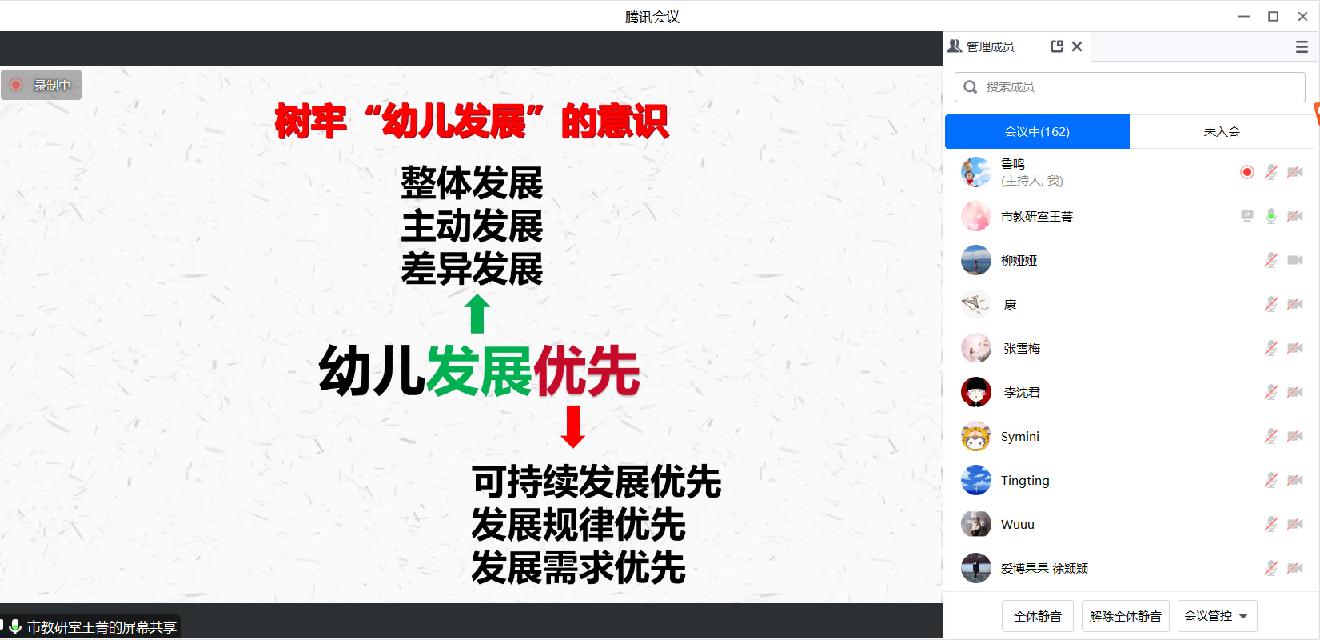 腾讯会议
录制中
树牢“幼儿发展”的意识
整体发展
主动发展
差异发展
幼儿发展优先
可持续发展优先
发展规律优先
发展需求优先
市教研室王菁的屏幕共享
管理成员
搜索成员
会议中(162)
未入会
鲁鸣
(主持人, 我)
市教研室王菁
柳娅娅
康
张雪梅
李沈君
Symini
Tingting
Wuuu
爱博果果 徐颖颖
全体静音
解除全体静音
会议管控